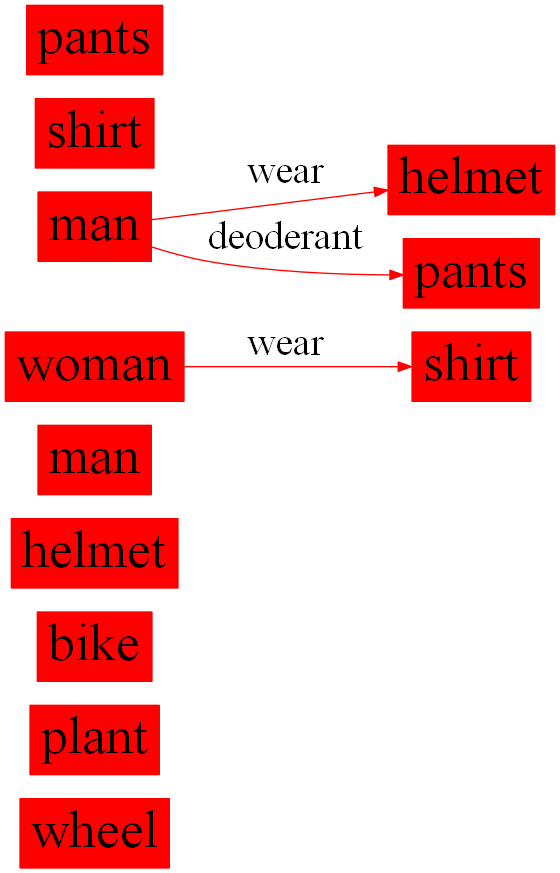 pants
shirt
wear
helmet
man
deoderant
pants
wear
woman
shirt
man
helmet
bike
plant
wheel